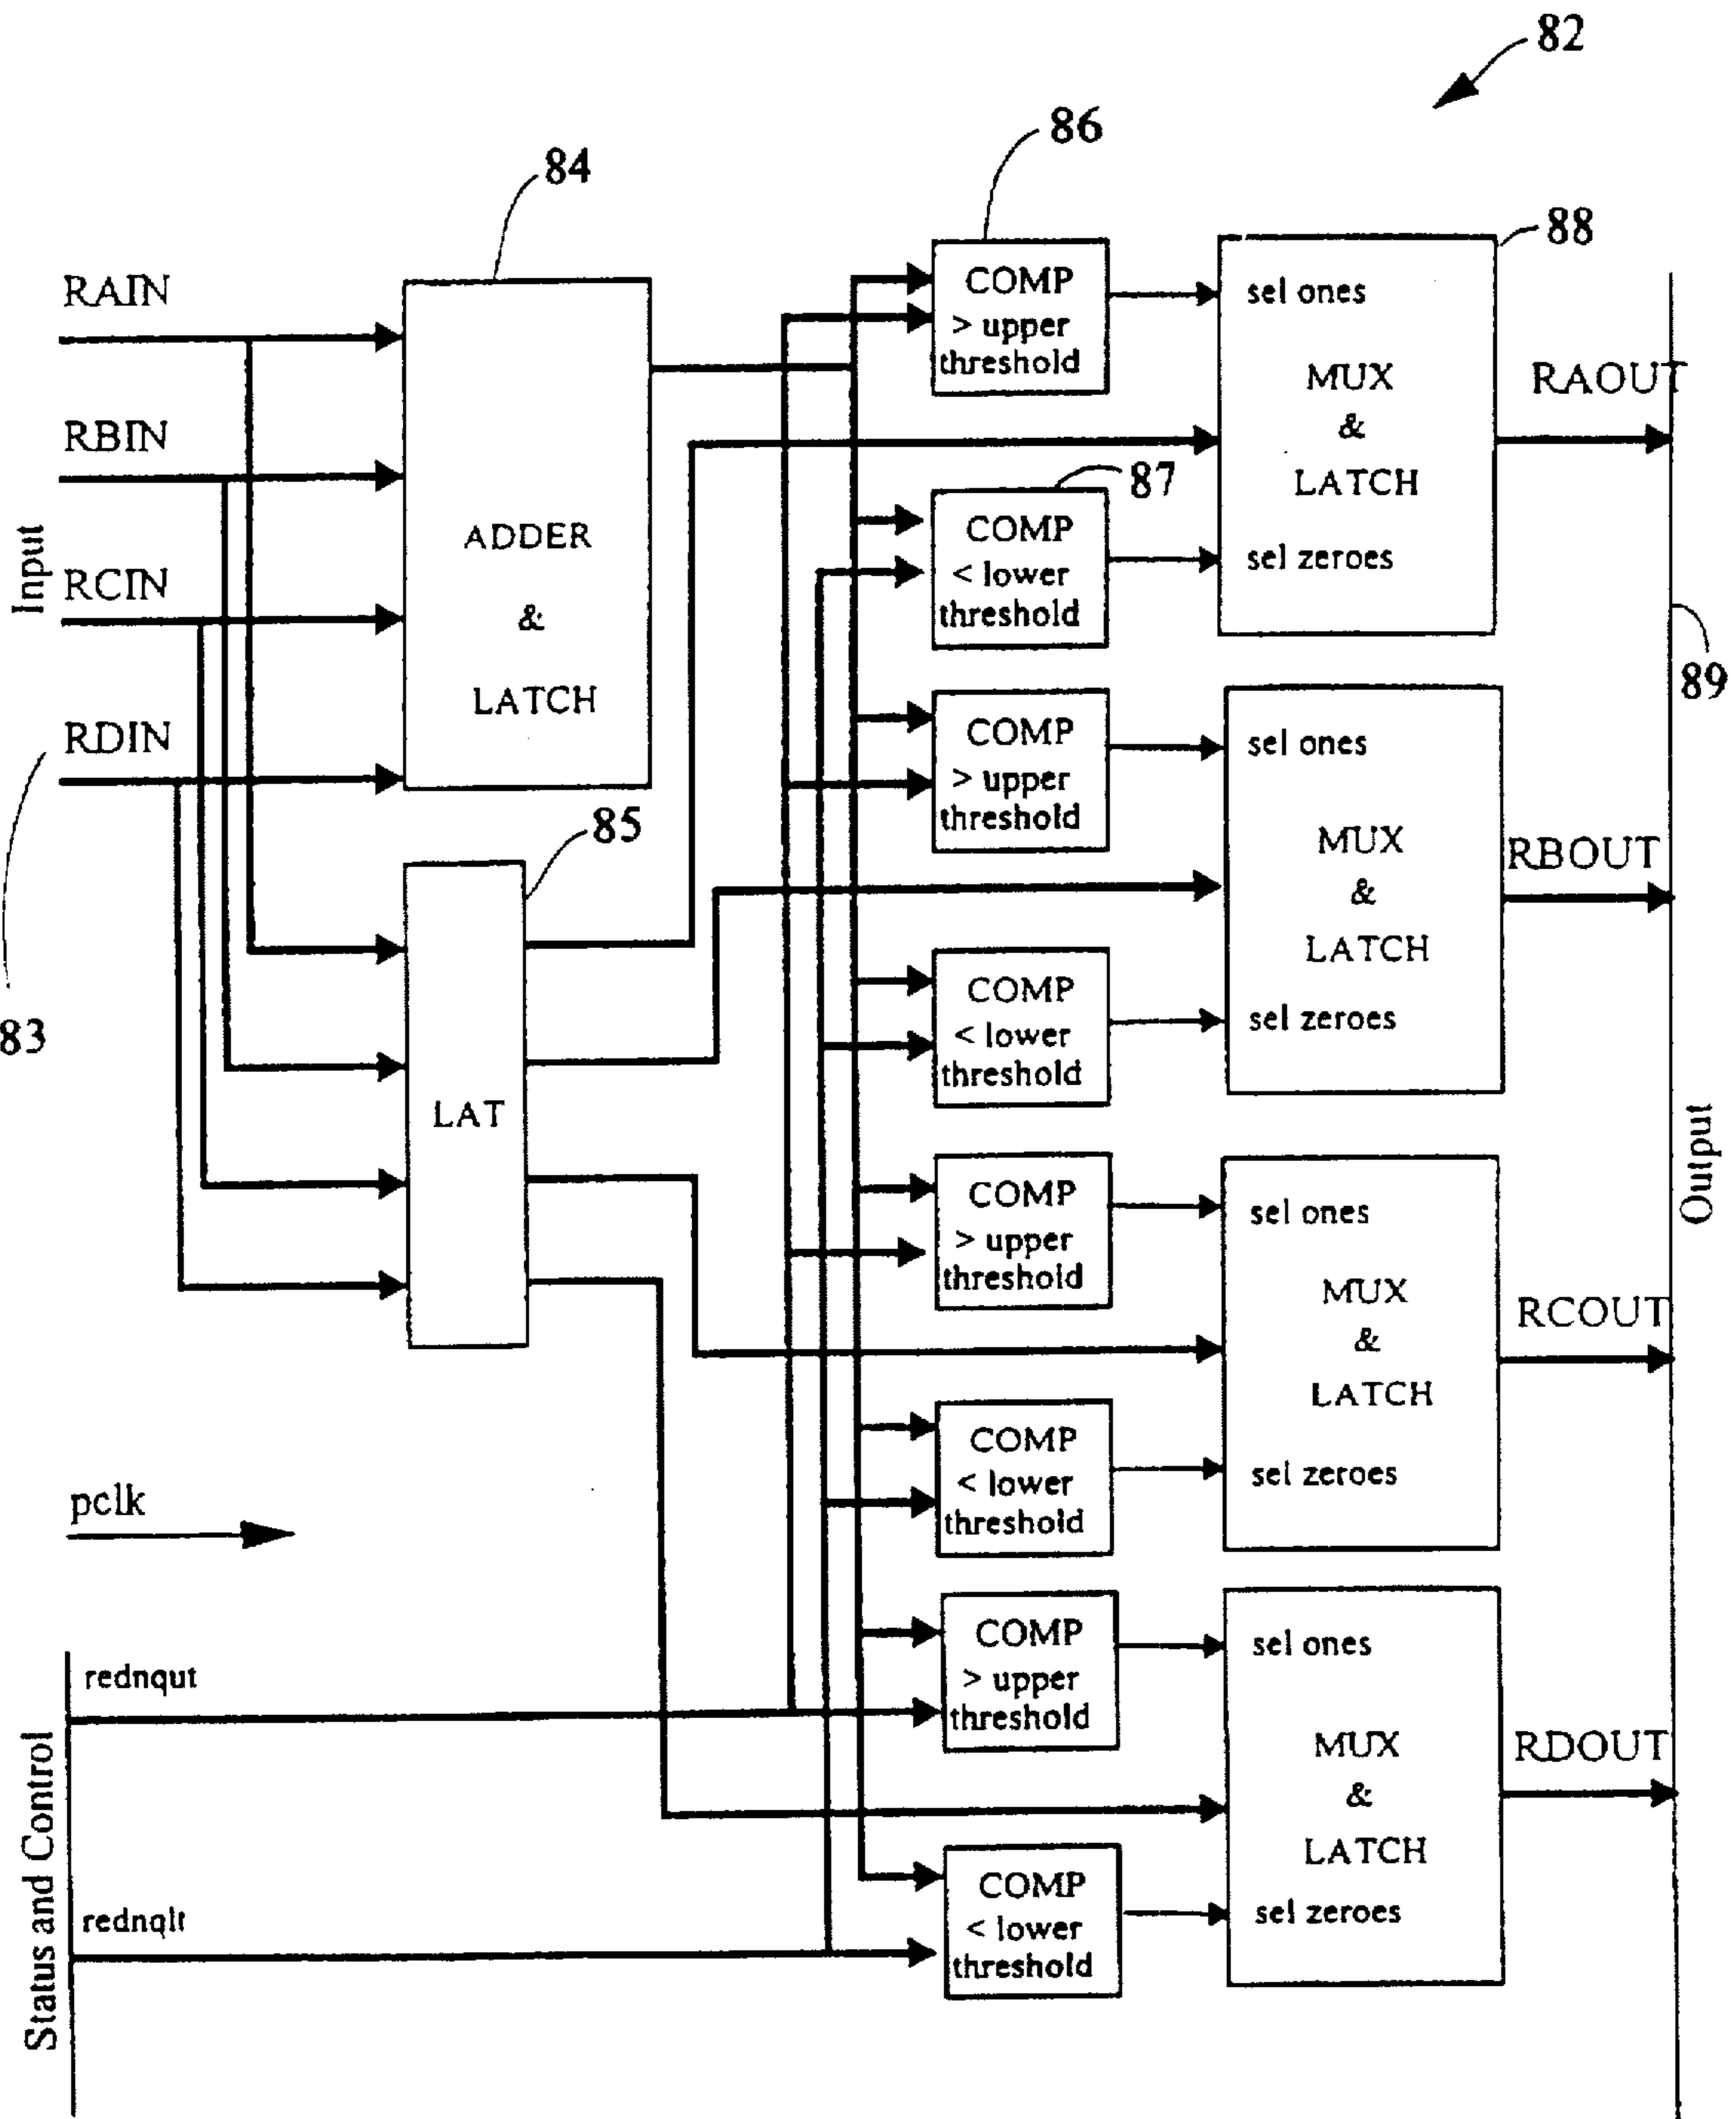 82
86
84
88
RAIN
COMP
> upper
threshold
sel ones
MUX
&
LATCH
RAOUT
RBIN
87
COMP
< lower
threshold
sel zeroes
Input
ADDER
&
LATCH
RCIN
89
RDIN
COMP
> upper
threshold
sel ones
MUX
&
LATCH
RBOUT
85
83
LAT
COMP
< lower
threshold
sel zeroes
Output
COMP
> upper
threshold
sel ones
MUX
&
LATCH
RCOUT
COMP
< lower
threshold
sel zeroes
pclk
COMP
> upper
threshold
sel ones
MUX
&
LATCH
RDOUT
rednqut
Status and Control
COMP
< lower
threshold
sel zeroes
rednqlt